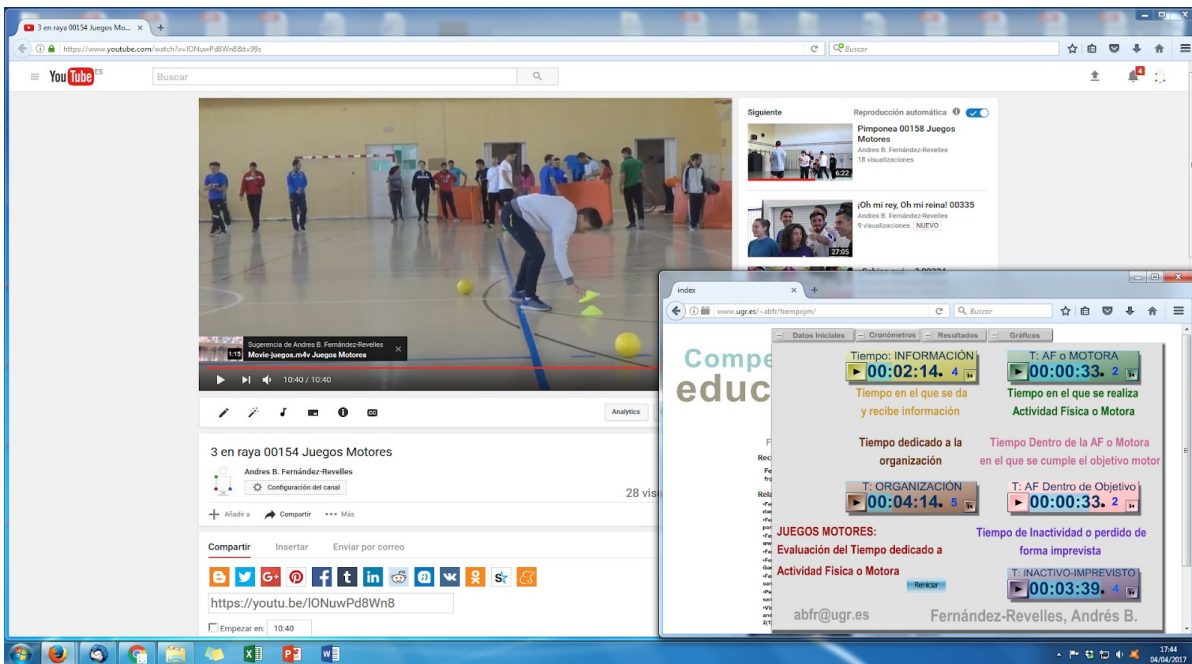 3 en raya 00154 Juegos Mo...
https://www.youtube.com/watch?v=lONuwPd8Wn8&t=99s
Buscar
YouTube ES
Buscar
4
Siguiente
Reproducción automática
Pimponea 00158 Juegos
Motores
Andres B. Fernández-Revelles
18 visualizaciones
6:22
¡Oh mi rey, Oh mi reina! 00335
Andres B. Fernández-Revelles
9 visualizaciones NUEVO
27:05
Sugerencia de Andres B. Fernández-Revelles
Movie-juegos.m4v Juegos Motores
1:15
10:40 / 10:40
CC
Analytics
3 en raya 00154 Juegos Motores
Andres B. Fernández-Revelles
Configuración del canal
28 vis
Añadir a Compartir Más
Compartir Insertar Enviar por correo
https://youtu.be/lONuwPd8Wn8
Empezar en: 10:40
index
www.ugr.es/~abfr/tiempojm/
Buscar
Datos Iniciales Cronómetros Resultados Gráficos
Compe
educ
Tiempo: INFORMACIÓN
00:02:14. 4
Tiempo en el que se da
y recibe información
T: AF o MOTORA
00:00:33. 2
Tiempo en el que se realiza
Actividad Física o Motora
Tiempo dedicado a la
organización
Tiempo Dentro de la AF o Motora
en el que se cumple el objetivo motor
T: ORGANIZACIÓN
00:04:14. 5
T: AF Dentro de Objetivo
00:00:33. 2
JUEGOS MOTORES:
Evaluación del Tiempo dedicado a
Actividad Física o Motora
Reiniciar
Tiempo de Inactividad o perdido de
forma imprevista
T: INACTIVO-IMPREVISTO
00:03:39. 4
abfr@ugr.es
Fernández-Revelles, Andrés B.
17:44
04/04/2017